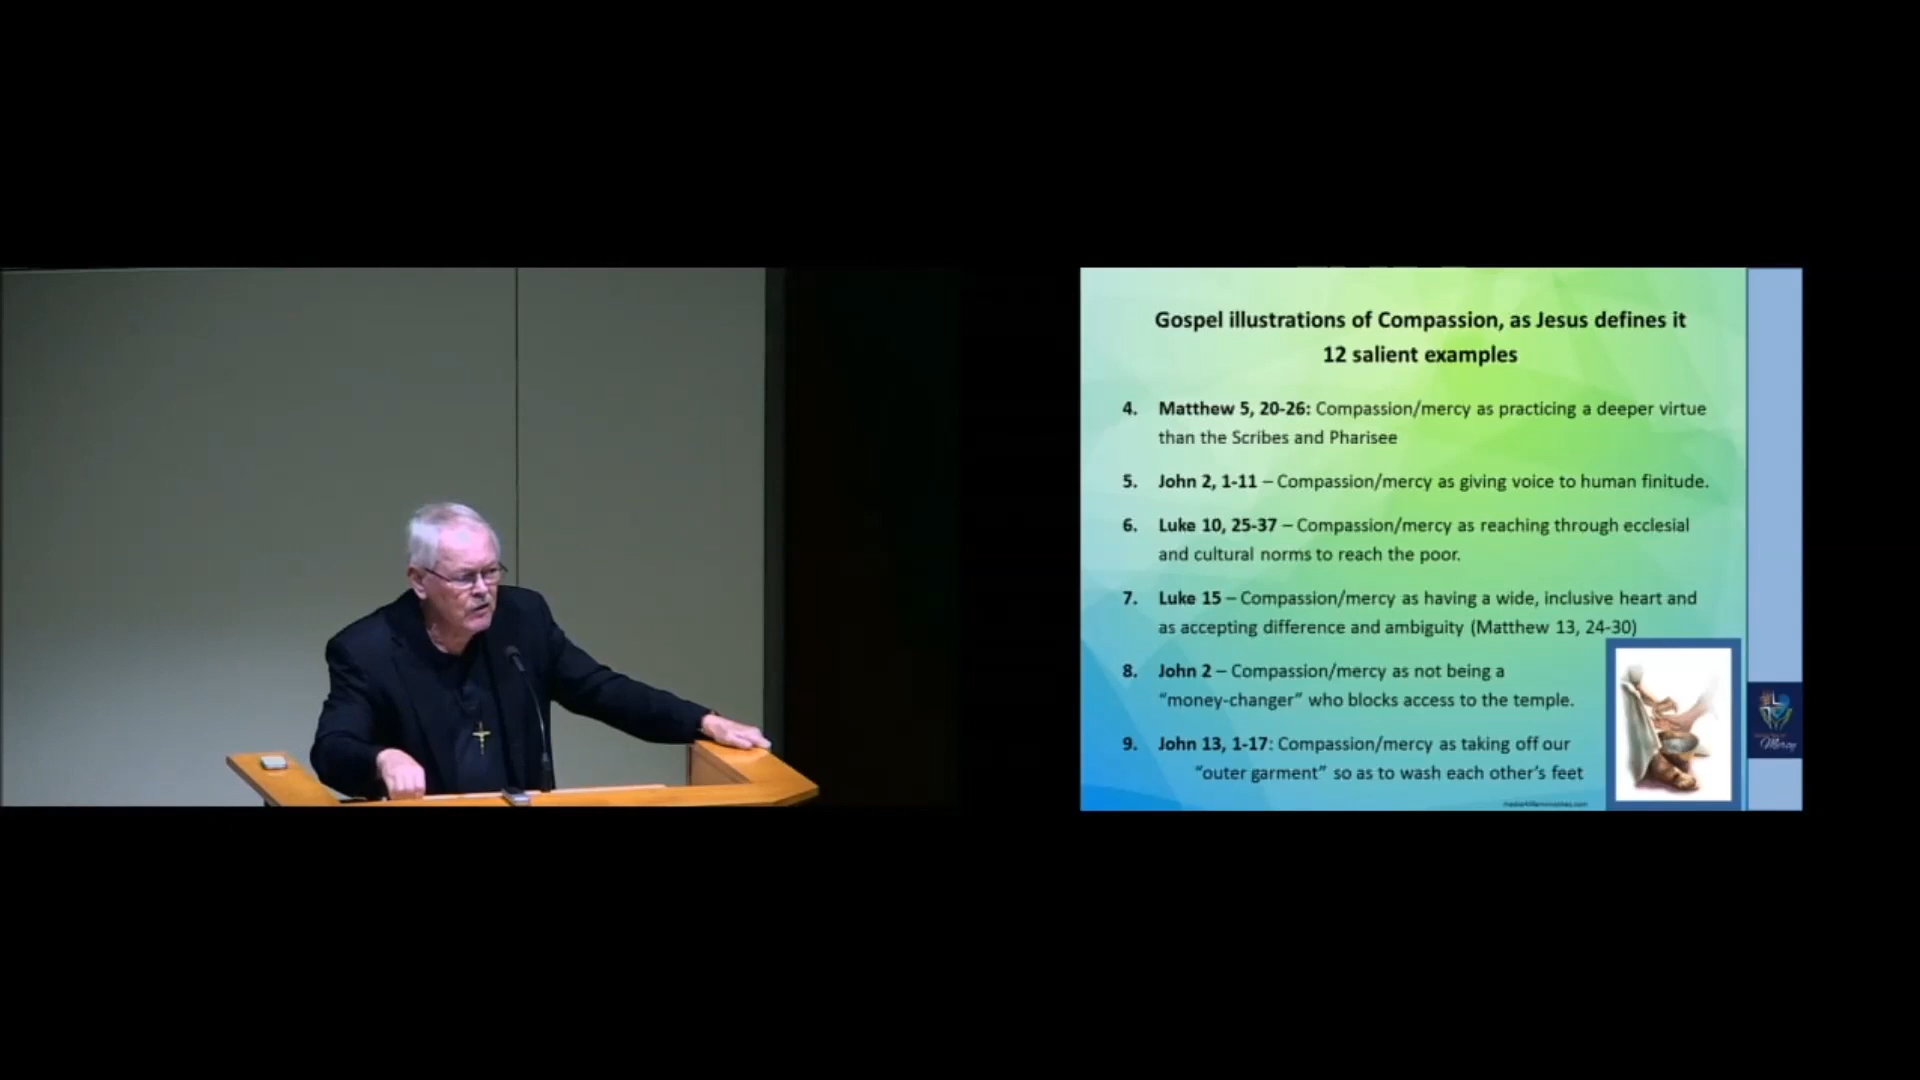 Gospel illustrations of Compassion, as Jesus defines it
12 salient examples
4. Matthew 5, 20-26: Compassion/mercy as practicing a deeper virtue
than the Scribes and Pharisee
5. John 2, 1-11 – Compassion/mercy as giving voice to human finitude.
6. Luke 10, 25-37 – Compassion/mercy as reaching through ecclesial
and cultural norms to reach the poor.
7. Luke 15 – Compassion/mercy as having a wide, inclusive heart and
as accepting difference and ambiguity (Matthew 13, 24-30)
8. John 2 – Compassion/mercy as not being a
“money-changer” who blocks access to the temple.
9. John 13, 1-17: Compassion/mercy as taking off our
“outer garment” so as to wash each other’s feet
Mercy